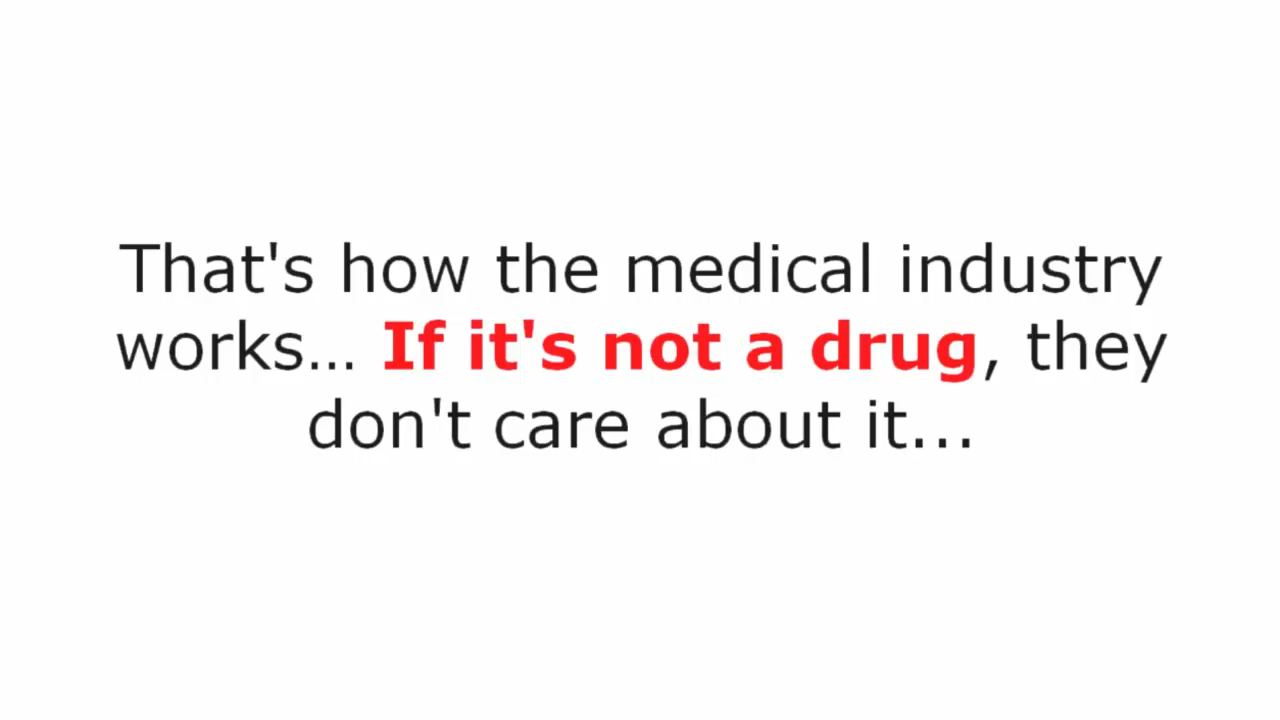 That's how the medical industry
works… If it's not a drug, they
don't care about it...